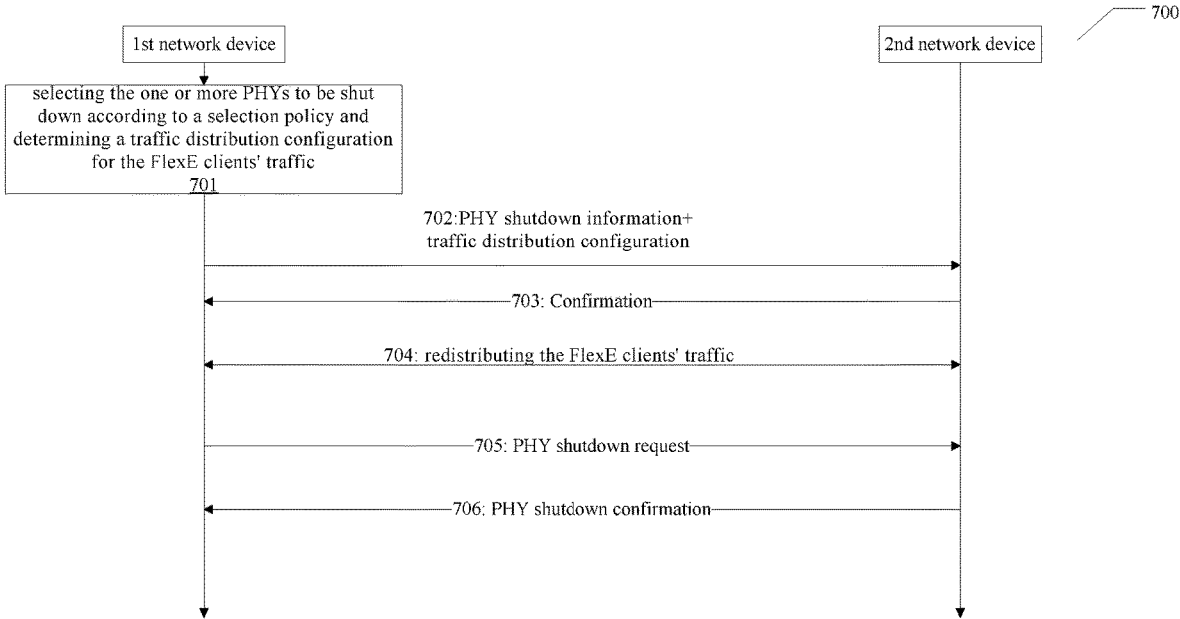 700
1st network device
2nd network device
selecting the one or more PHYs to be shut
down according to a selection policy and
determining a traffic distribution configuration
for the FlexE clients' traffic
701
702:PHY shutdown information+
traffic distribution configuration
703: Confirmation
704: redistributing the FlexE clients' traffic
705: PHY shutdown request
706: PHY shutdown confirmation